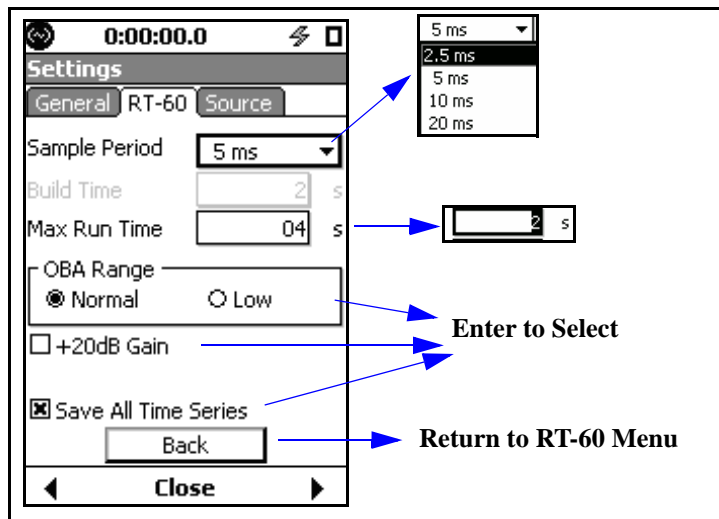 0:00:00.0
Settings
General RT-60 Source
Sample Period 5 ms
Build Time 2 s
Max Run Time 04 s
OBA Range
Normal Low
+20dB Gain
Save All Time Series
Back
Close
5 ms
2.5 ms
5 ms
10 ms
20 ms
2 s
Enter to Select
Return to RT-60 Menu